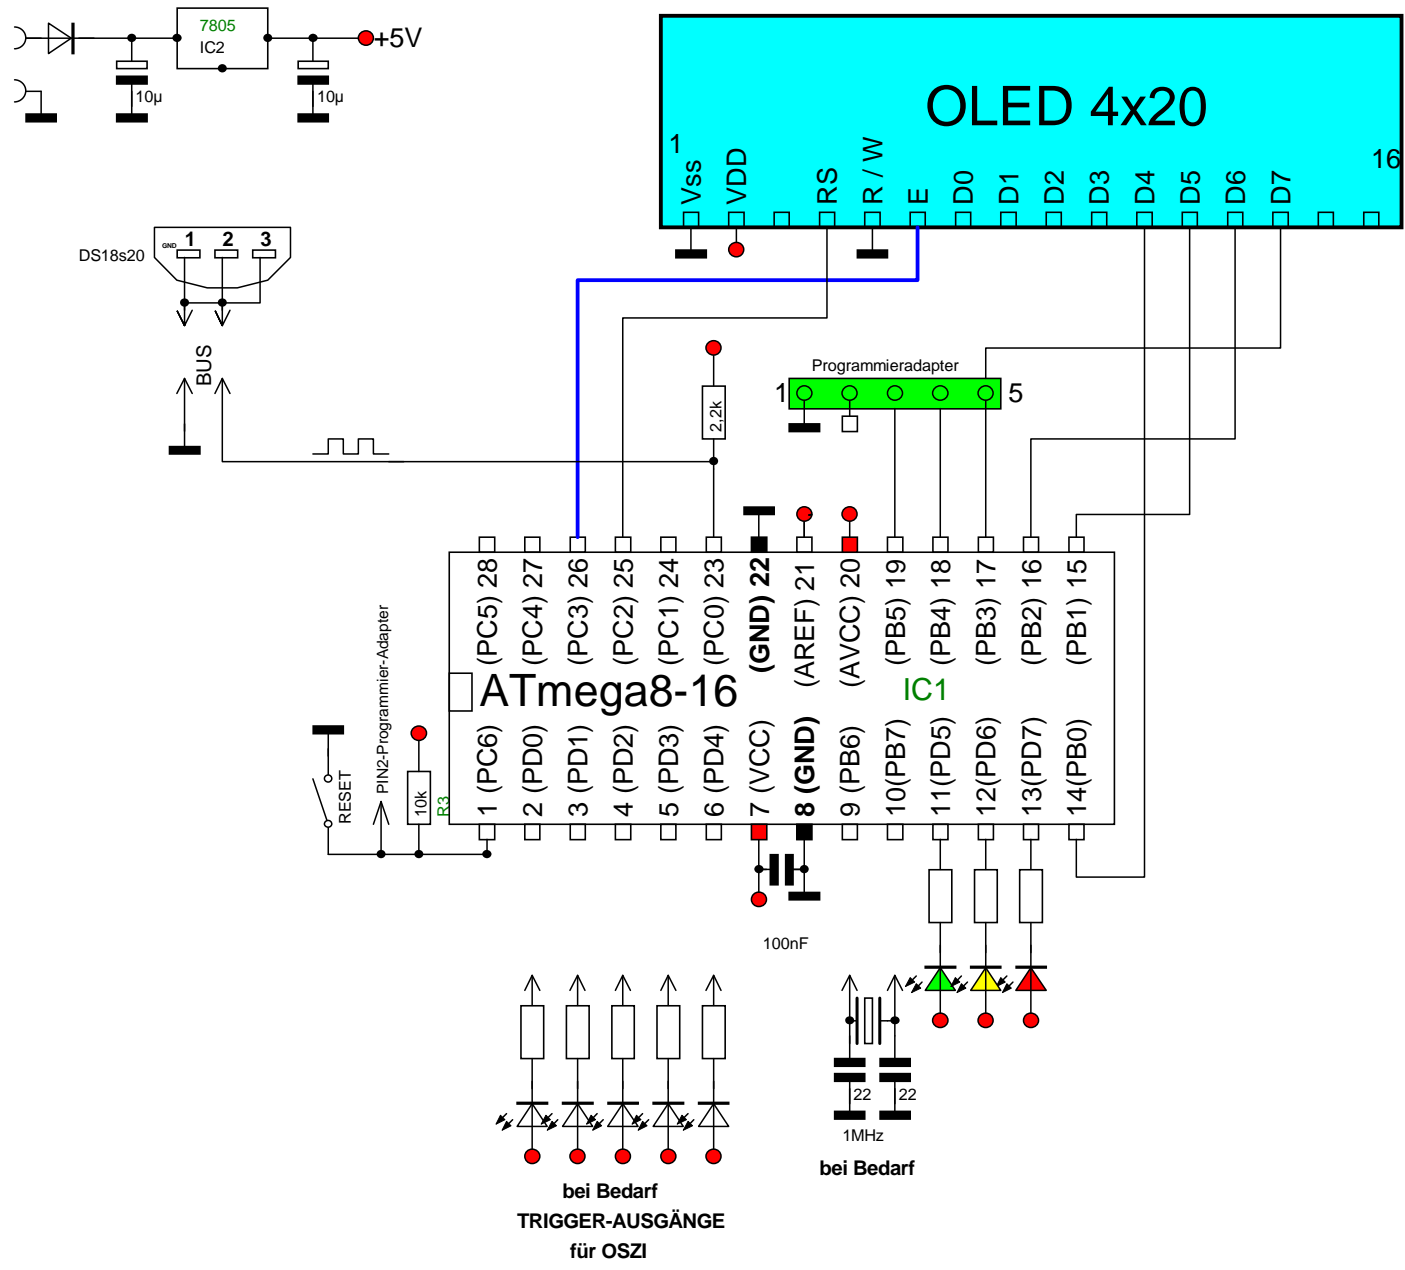 7805
IC2
+5V
10µ
10µ
OLED 4x20
1
16
Vss
VDD
RS
R / W
E
D0
D1
D2
D3
D4
D5
D6
D7
DS18s20
GND
1
2
3
BUS
2,2k
Programmieradapter
1
5
(PC5) 28
(PC4) 27
(PC3) 26
(PC2) 25
(PC1) 24
(PC0) 23
(GND) 22
(AREF) 21
(AVCC) 20
(PB5) 19
(PB4) 18
(PB3) 17
(PB2) 16
(PB1) 15
ATmega8-16
IC1
1 (PC6)
2 (PD0)
3 (PD1)
4 (PD2)
5 (PD3)
6 (PD4)
7 (VCC)
8 (GND)
9 (PB6)
10(PB7)
11(PD5)
12(PD6)
13(PD7)
14(PB0)
RESET
PIN2-Programmier-Adapter
10k
R3
100nF
22
22
1MHz
bei Bedarf
bei Bedarf
TRIGGER-AUSGÄNGE
für OSZI